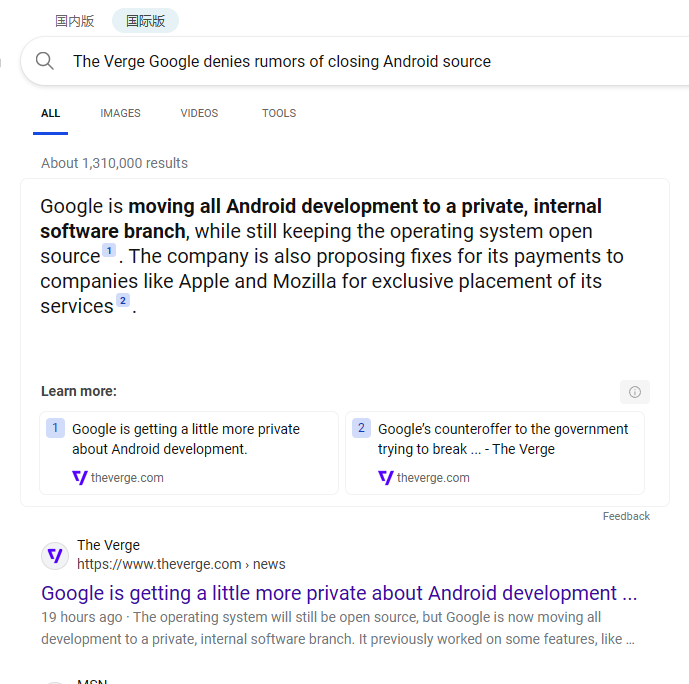 国内版 国际版
The Verge Google denies rumors of closing Android source
ALL IMAGES VIDEOS TOOLS
About 1,310,000 results
Google is moving all Android development to a private, internal
software branch, while still keeping the operating system open
source 1 . The company is also proposing fixes for its payments to
companies like Apple and Mozilla for exclusive placement of its
services 2 .
Learn more:
1 Google is getting a little more private
about Android development.
theverge.com
2 Google’s counteroffer to the government
trying to break ... - The Verge
theverge.com
Feedback
The Verge
https://www.theverge.com › news
Google is getting a little more private about Android development ...
19 hours ago · The operating system will still be open source, but Google is now moving all
development to a private, internal software branch. It previously worked on some features, like …
MSN